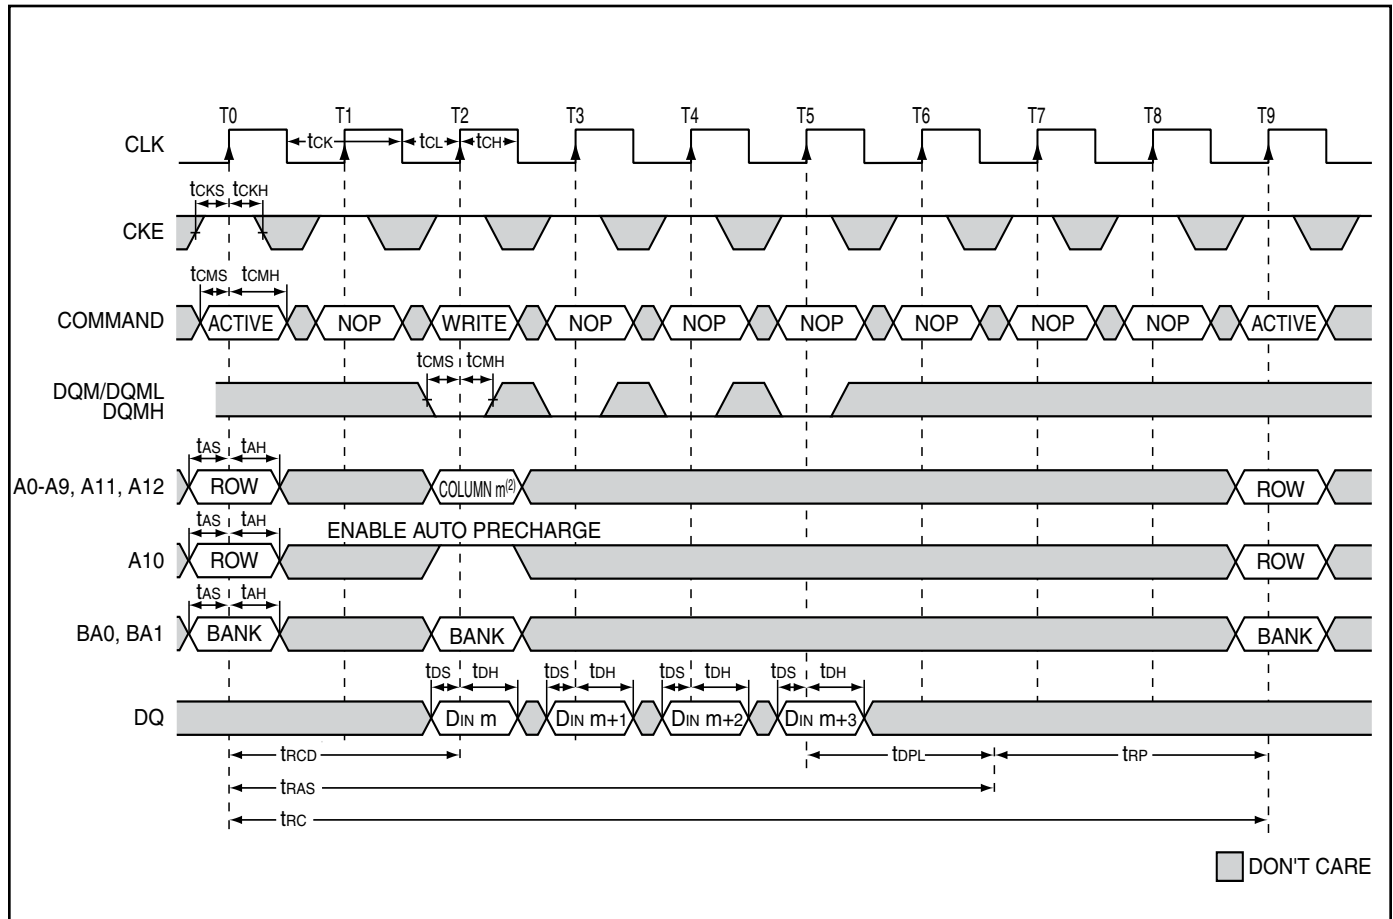 T0 T1 T2 T3 T4 T5 T6 T7 T8 T9
CLK tCK tCL tCH
tCKS tCKH
CKE
tCMS tCMH
COMMAND ACTIVE NOP WRITE NOP NOP NOP NOP NOP NOP ACTIVE
tCMS tCMH
DQM/DQML
DQMH
tAS tAH
A0-A9, A11, A12 ROW COLUMN m(2) ROW
tAS tAH ENABLE AUTO PRECHARGE
A10 ROW ROW
tAS tAH
BA0, BA1 BANK BANK BANK
tDS tDH tDS tDH tDS tDH tDS tDH
DQ DIN m DIN m+1 DIN m+2 DIN m+3
tRCD tDPL tRP
tRAS
tRC
DON'T CARE